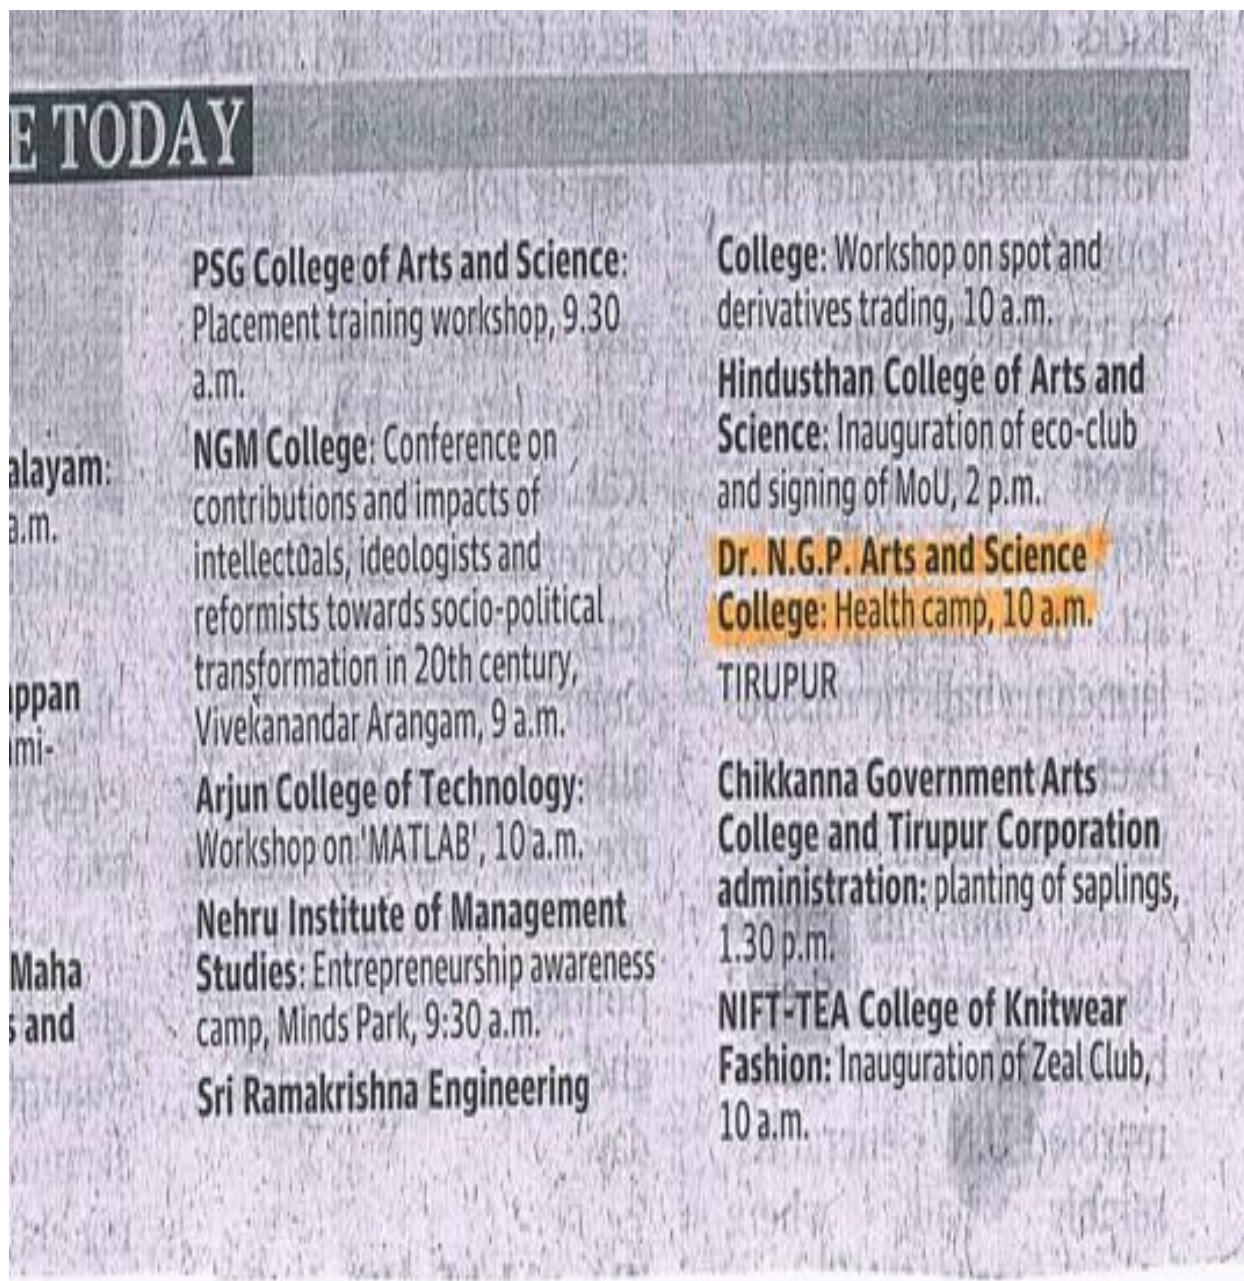 E TODAY
alayam:
a.m.
appan
mi-
Maha
s and
PSG College of Arts and Science:
Placement training workshop, 9.30
a.m.
NGM College: Conference on
contributions and impacts of
intellectuals, ideologists and
reformists towards socio-political
transformation in 20th century,
Vivekanandar Arangam, 9 a.m.
Arjun College of Technology:
Workshop on 'MATLAB', 10 a.m.
Nehru Institute of Management
Studies: Entrepreneurship awareness
camp, Minds Park, 9:30 a.m.
Sri Ramakrishna Engineering
College: Workshop on spot and
derivatives trading, 10 a.m.
Hindusthan College of Arts and
Science: Inauguration of eco-club
and signing of MoU, 2 p.m.
Dr. N.G.P. Arts and Science
College: Health camp, 10 a.m.
TIRUPUR
Chikkanna Government Arts
College and Tirupur Corporation
administration: planting of saplings,
1.30 p.m.
NIFT-TEA College of Knitwear
Fashion: Inauguration of Zeal Club,
10 a.m.